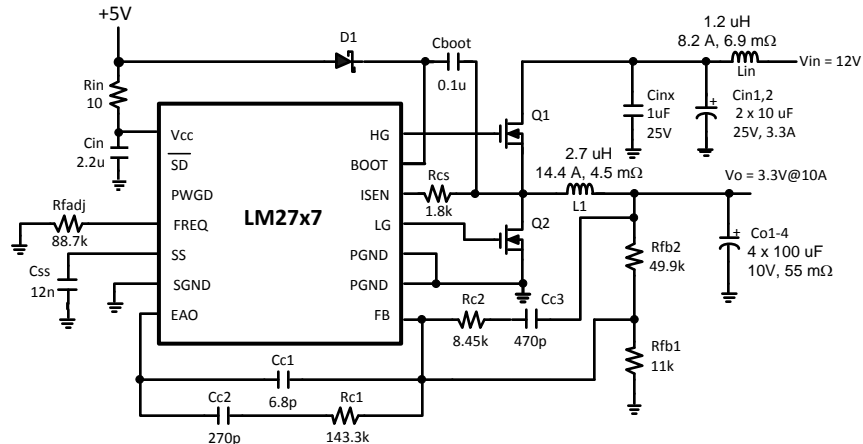 +5V
D1
Cboot
0.1u
1.2 uH
8.2 A, 6.9 mΩ
Lin
Vin = 12V
Rin
10
Cin
2.2u
Cinx
1uF
25V
+
Cin1,2
2 x 10 uF
25V, 3.3A
Q1
Vcc
SD
PWGD
FREQ
SS
SGND
EAO
LM27x7
HG
BOOT
ISEN
LG
PGND
PGND
FB
Rcs
1.8k
2.7 uH
14.4 A, 4.5 mΩ
L1
Vo = 3.3V@10A
Q2
Rfadj
88.7k
Css
12n
+
Co1-4
4 x 100 uF
10V, 55 mΩ
Rfb2
49.9k
Rc2
8.45k
Cc3
470p
Rfb1
11k
Cc1
6.8p
Cc2
270p
Rc1
143.3k